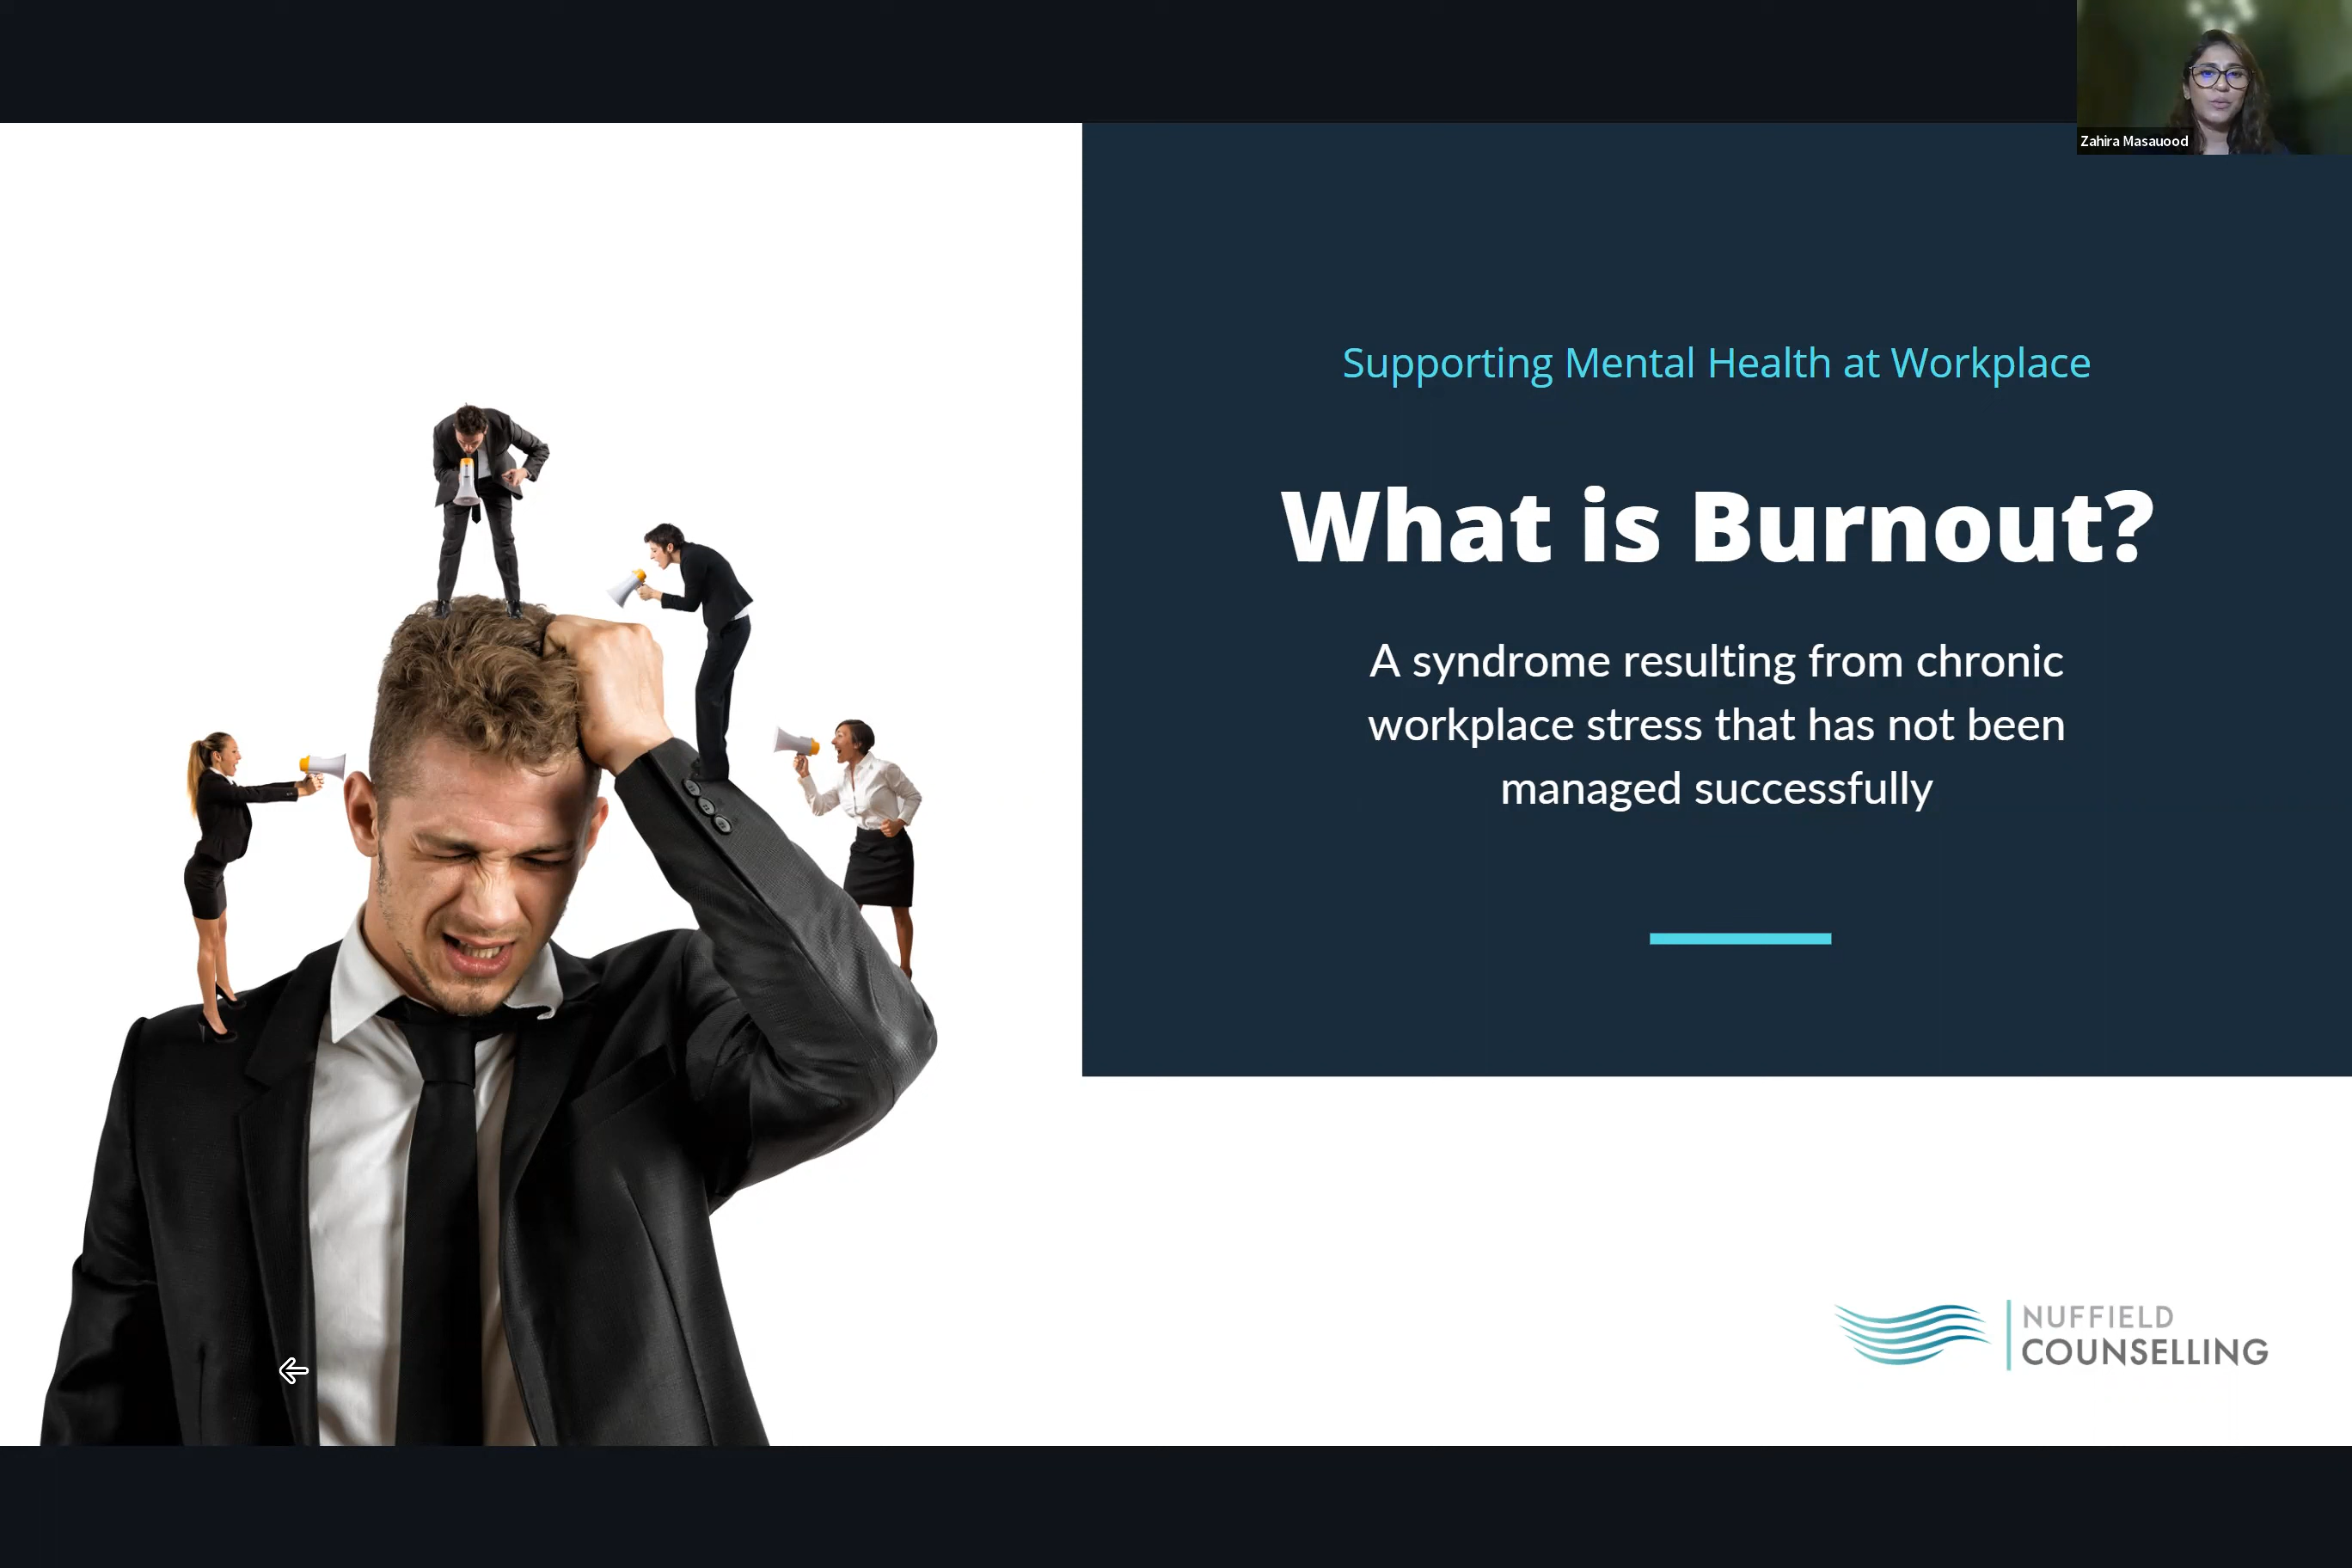 Zahira Masauood
Supporting Mental Health at Workplace
What is Burnout?
A syndrome resulting from chronic
workplace stress that has not been
managed successfully
NUFFIELD
COUNSELLING